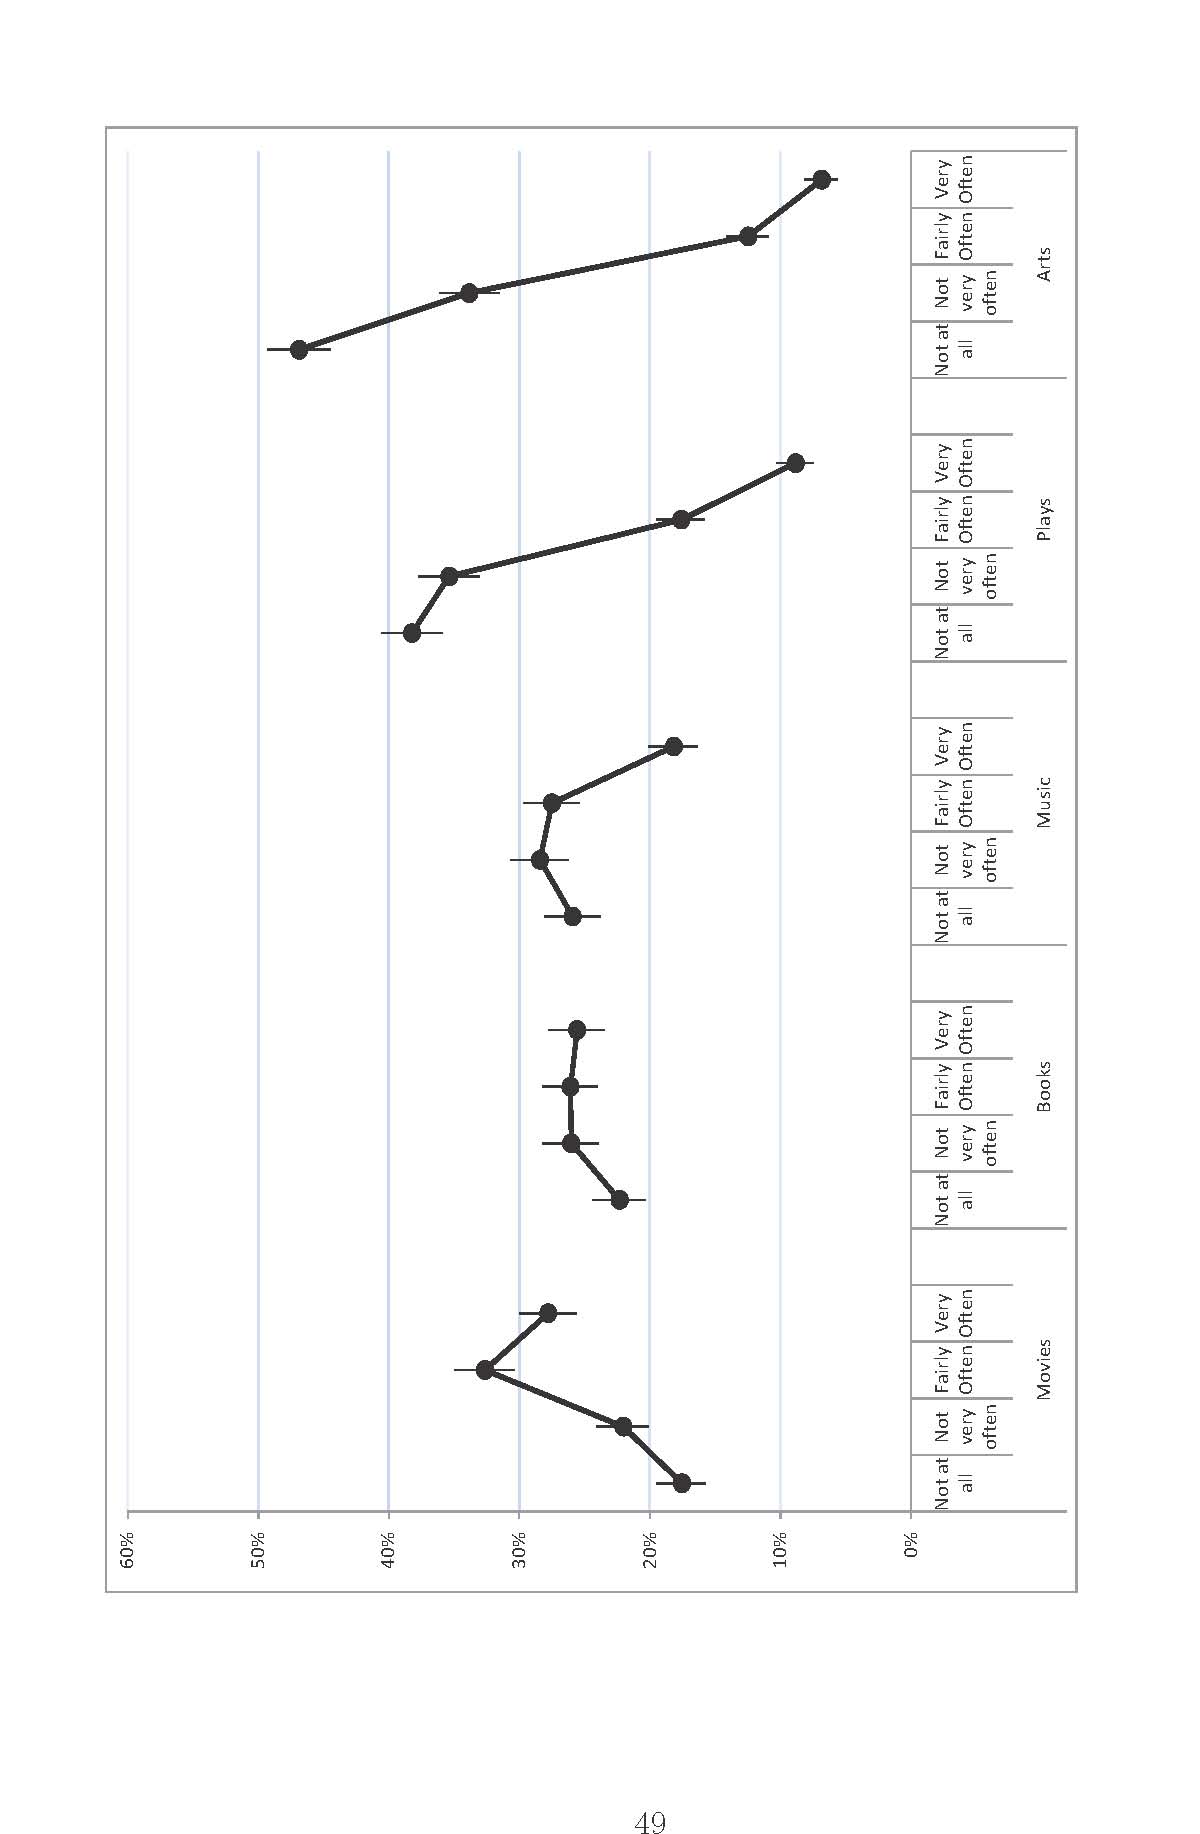 60%
50%
40%
30%
20%
10%
0%
Not at
all
Not
very
often
Fairly
Often
Very
Often
Not at
all
Not
very
often
Fairly
Often
Very
Often
Not at
all
Not
very
often
Fairly
Often
Very
Often
Not at
all
Not
very
often
Fairly
Often
Very
Often
Not at
all
Not
very
often
Fairly
Often
Very
Often
Movies
Books
Music
Plays
Arts
49